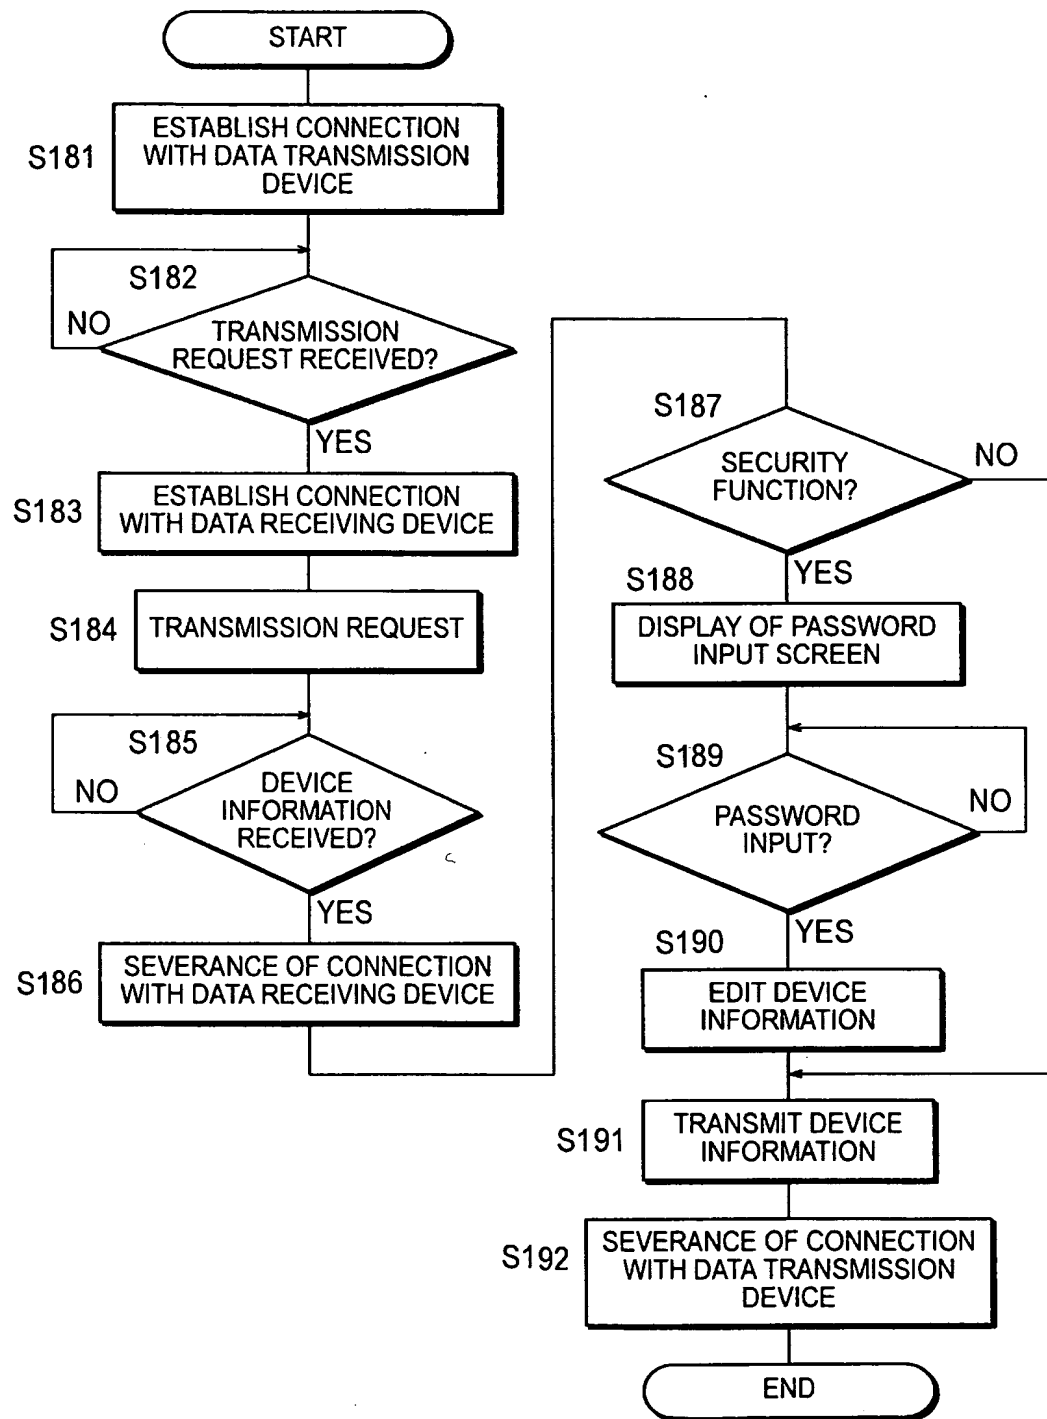 START
S181
ESTABLISH CONNECTION
WITH DATA TRANSMISSION
DEVICE
S182
NO
TRANSMISSION
REQUEST RECEIVED?
YES
S183
ESTABLISH CONNECTION
WITH DATA RECEIVING DEVICE
S184
TRANSMISSION REQUEST
S185
NO
DEVICE
INFORMATION
RECEIVED?
YES
S186
SEVERANCE OF CONNECTION
WITH DATA RECEIVING DEVICE
S187
SECURITY
FUNCTION?
NO
YES
S188
DISPLAY OF PASSWORD
INPUT SCREEN
S189
PASSWORD
INPUT?
NO
YES
S190
EDIT DEVICE
INFORMATION
S191
TRANSMIT DEVICE
INFORMATION
S192
SEVERANCE OF CONNECTION
WITH DATA TRANSMISSION
DEVICE
END